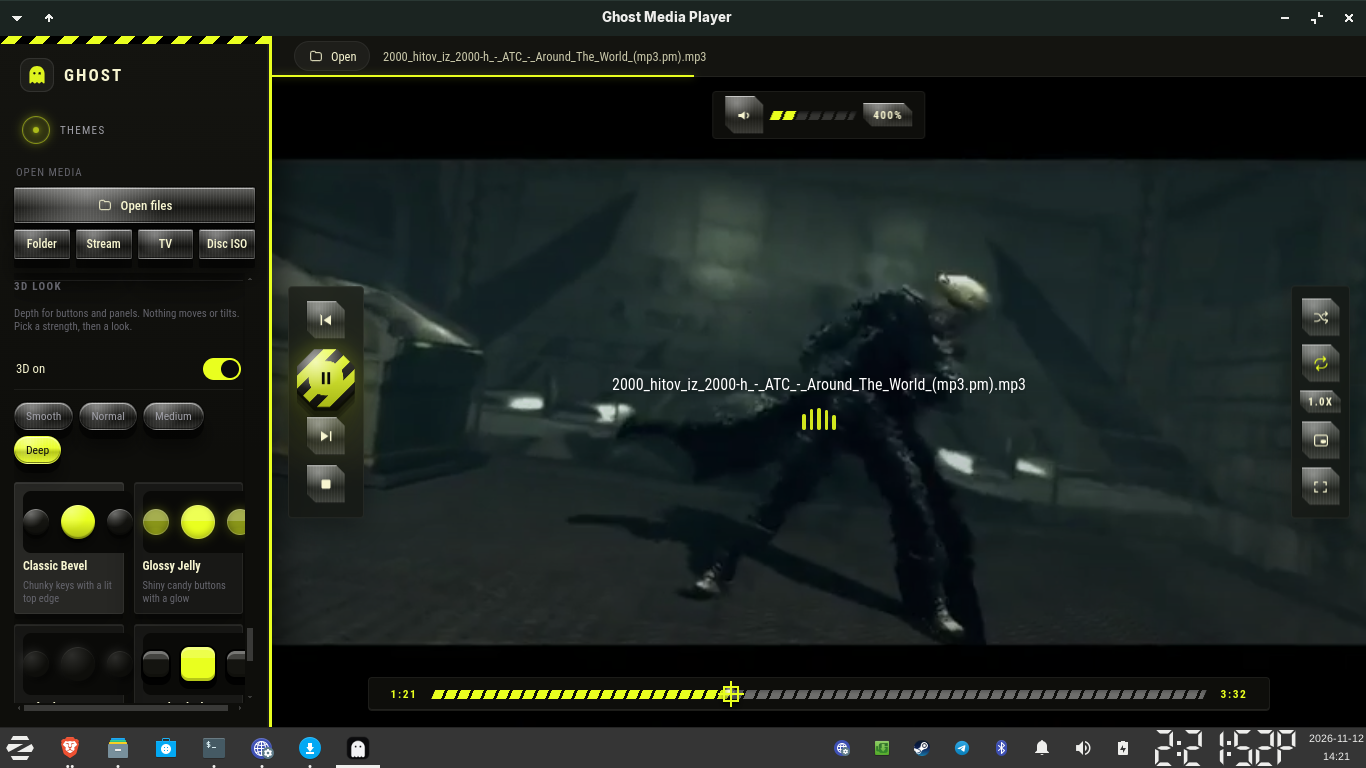 Ghost Media Player
GHOST
Open
2000_hitov_iz_2000-h_-_ATC_-_Around_The_World_(mp3.pm).mp3
THEMES
400%
OPEN MEDIA
Open files
Folder
Stream
TV
Disc ISO
3D LOOK
Depth for buttons and panels. Nothing moves or tilts.
Pick a strength, then a look.
3D on
Smooth
Normal
Medium
Deep
Classic Bevel
Chunky keys with a lit
top edge
Glossy Jelly
Shiny candy buttons
with a glow
2000_hitov_iz_2000-h_-_ATC_-_Around_The_World_(mp3.pm).mp3
1.0X
1:21
3:32
2:21:52P
2026-11-12
14:21